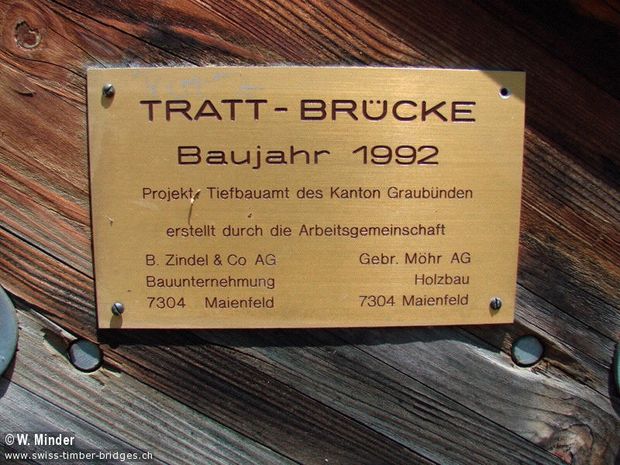 TRATT-BRÜCKE
Baujahr 1992
Projekt, Tiefbauamt des Kanton Graubünden
erstellt durch die Arbeitsgemeinschaft
B. Zindel & Co AG
Bauunternehmung
7304 Maienfeld
Gebr. Möhr AG
Holzbau
7304 Maienfeld
© W. Minder
www.swiss-timber-bridges.ch